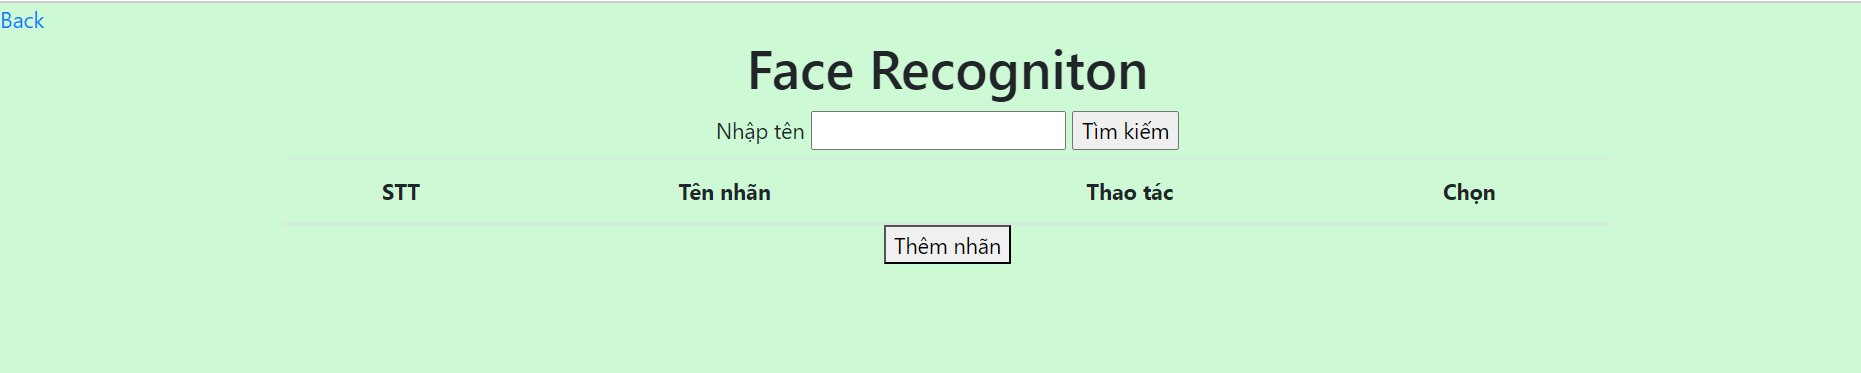 Back
Face Recogniton
Nhập tên Tìm kiếm
STT Tên nhãn Thao tác Chọn
Thêm nhãn